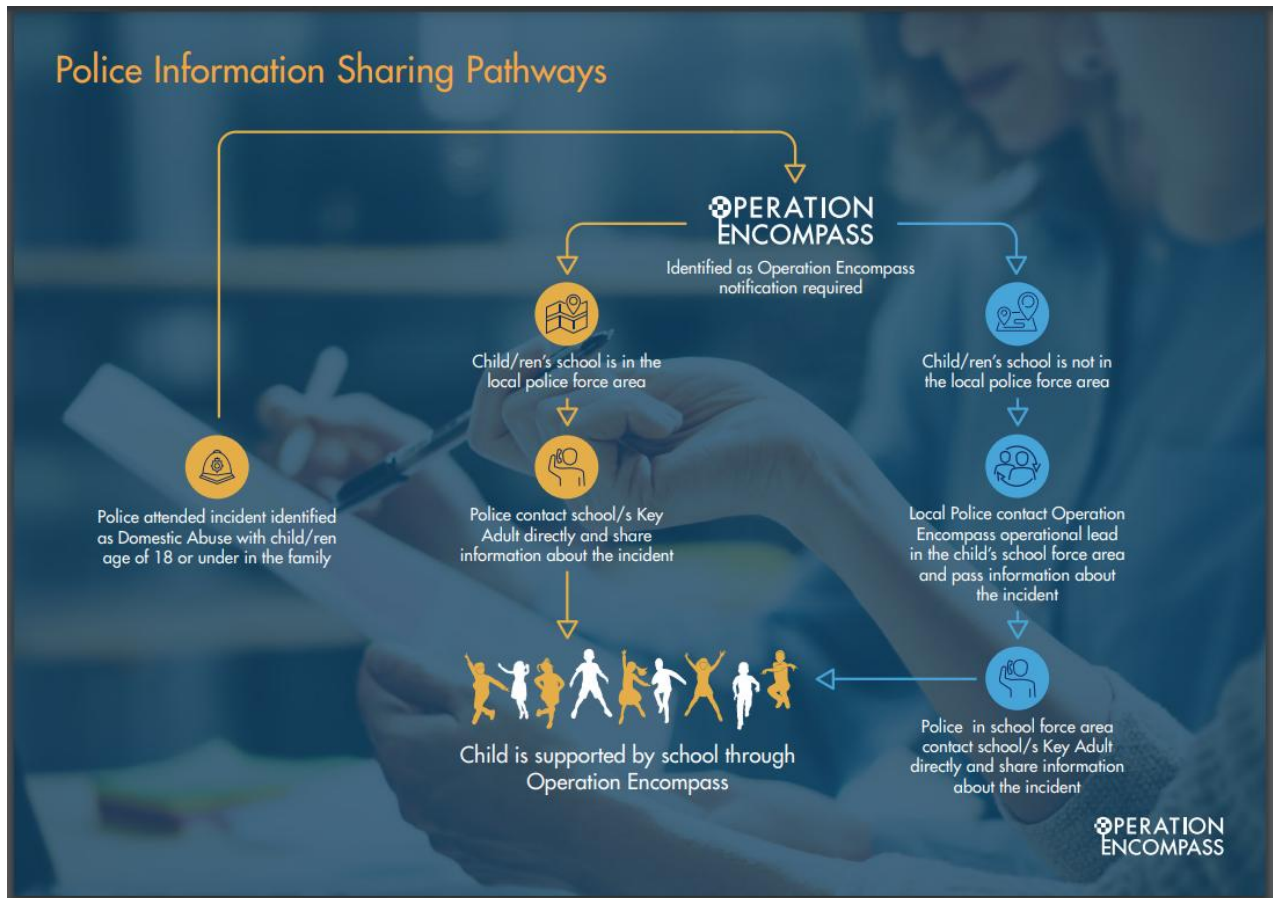 Police Information Sharing Pathways
OPERATION
ENCOMPASS
Identified as Operation Encompass
notification required
Child/ren's school is in the
local police force area
Child/ren's school is not in
the local police force area
Police attended incident identified
as Domestic Abuse with child/ren
age of 18 or under in the family
Police contact school/s Key
Adult directly and share
information about the incident
Local Police contact Operation
Encompass operational lead
in the child's school force area
and pass information about
the incident
Child is supported by school through
Operation Encompass
Police in school force area
contact school/s Key Adult
directly and share information
about the incident
OPERATION
ENCOMPASS